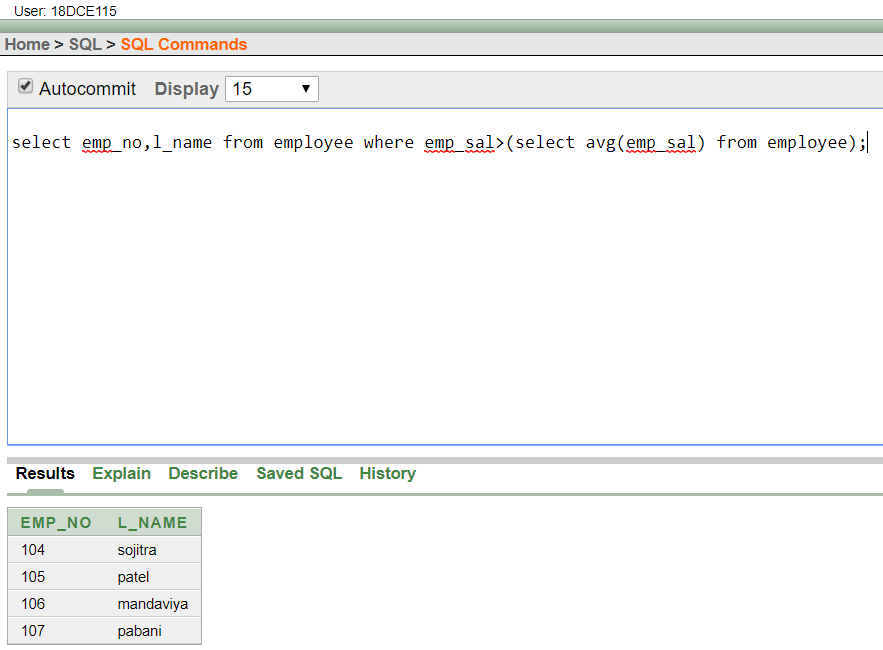 User: 18DCE115
Home > SQL > SQL Commands
Autocommit Display 15
select emp_no,l_name from employee where emp_sal>(select avg(emp_sal) from employee);
Results Explain Describe Saved SQL History
EMP_NO L_NAME
104 sojitra
105 patel
106 mandaviya
107 pabani